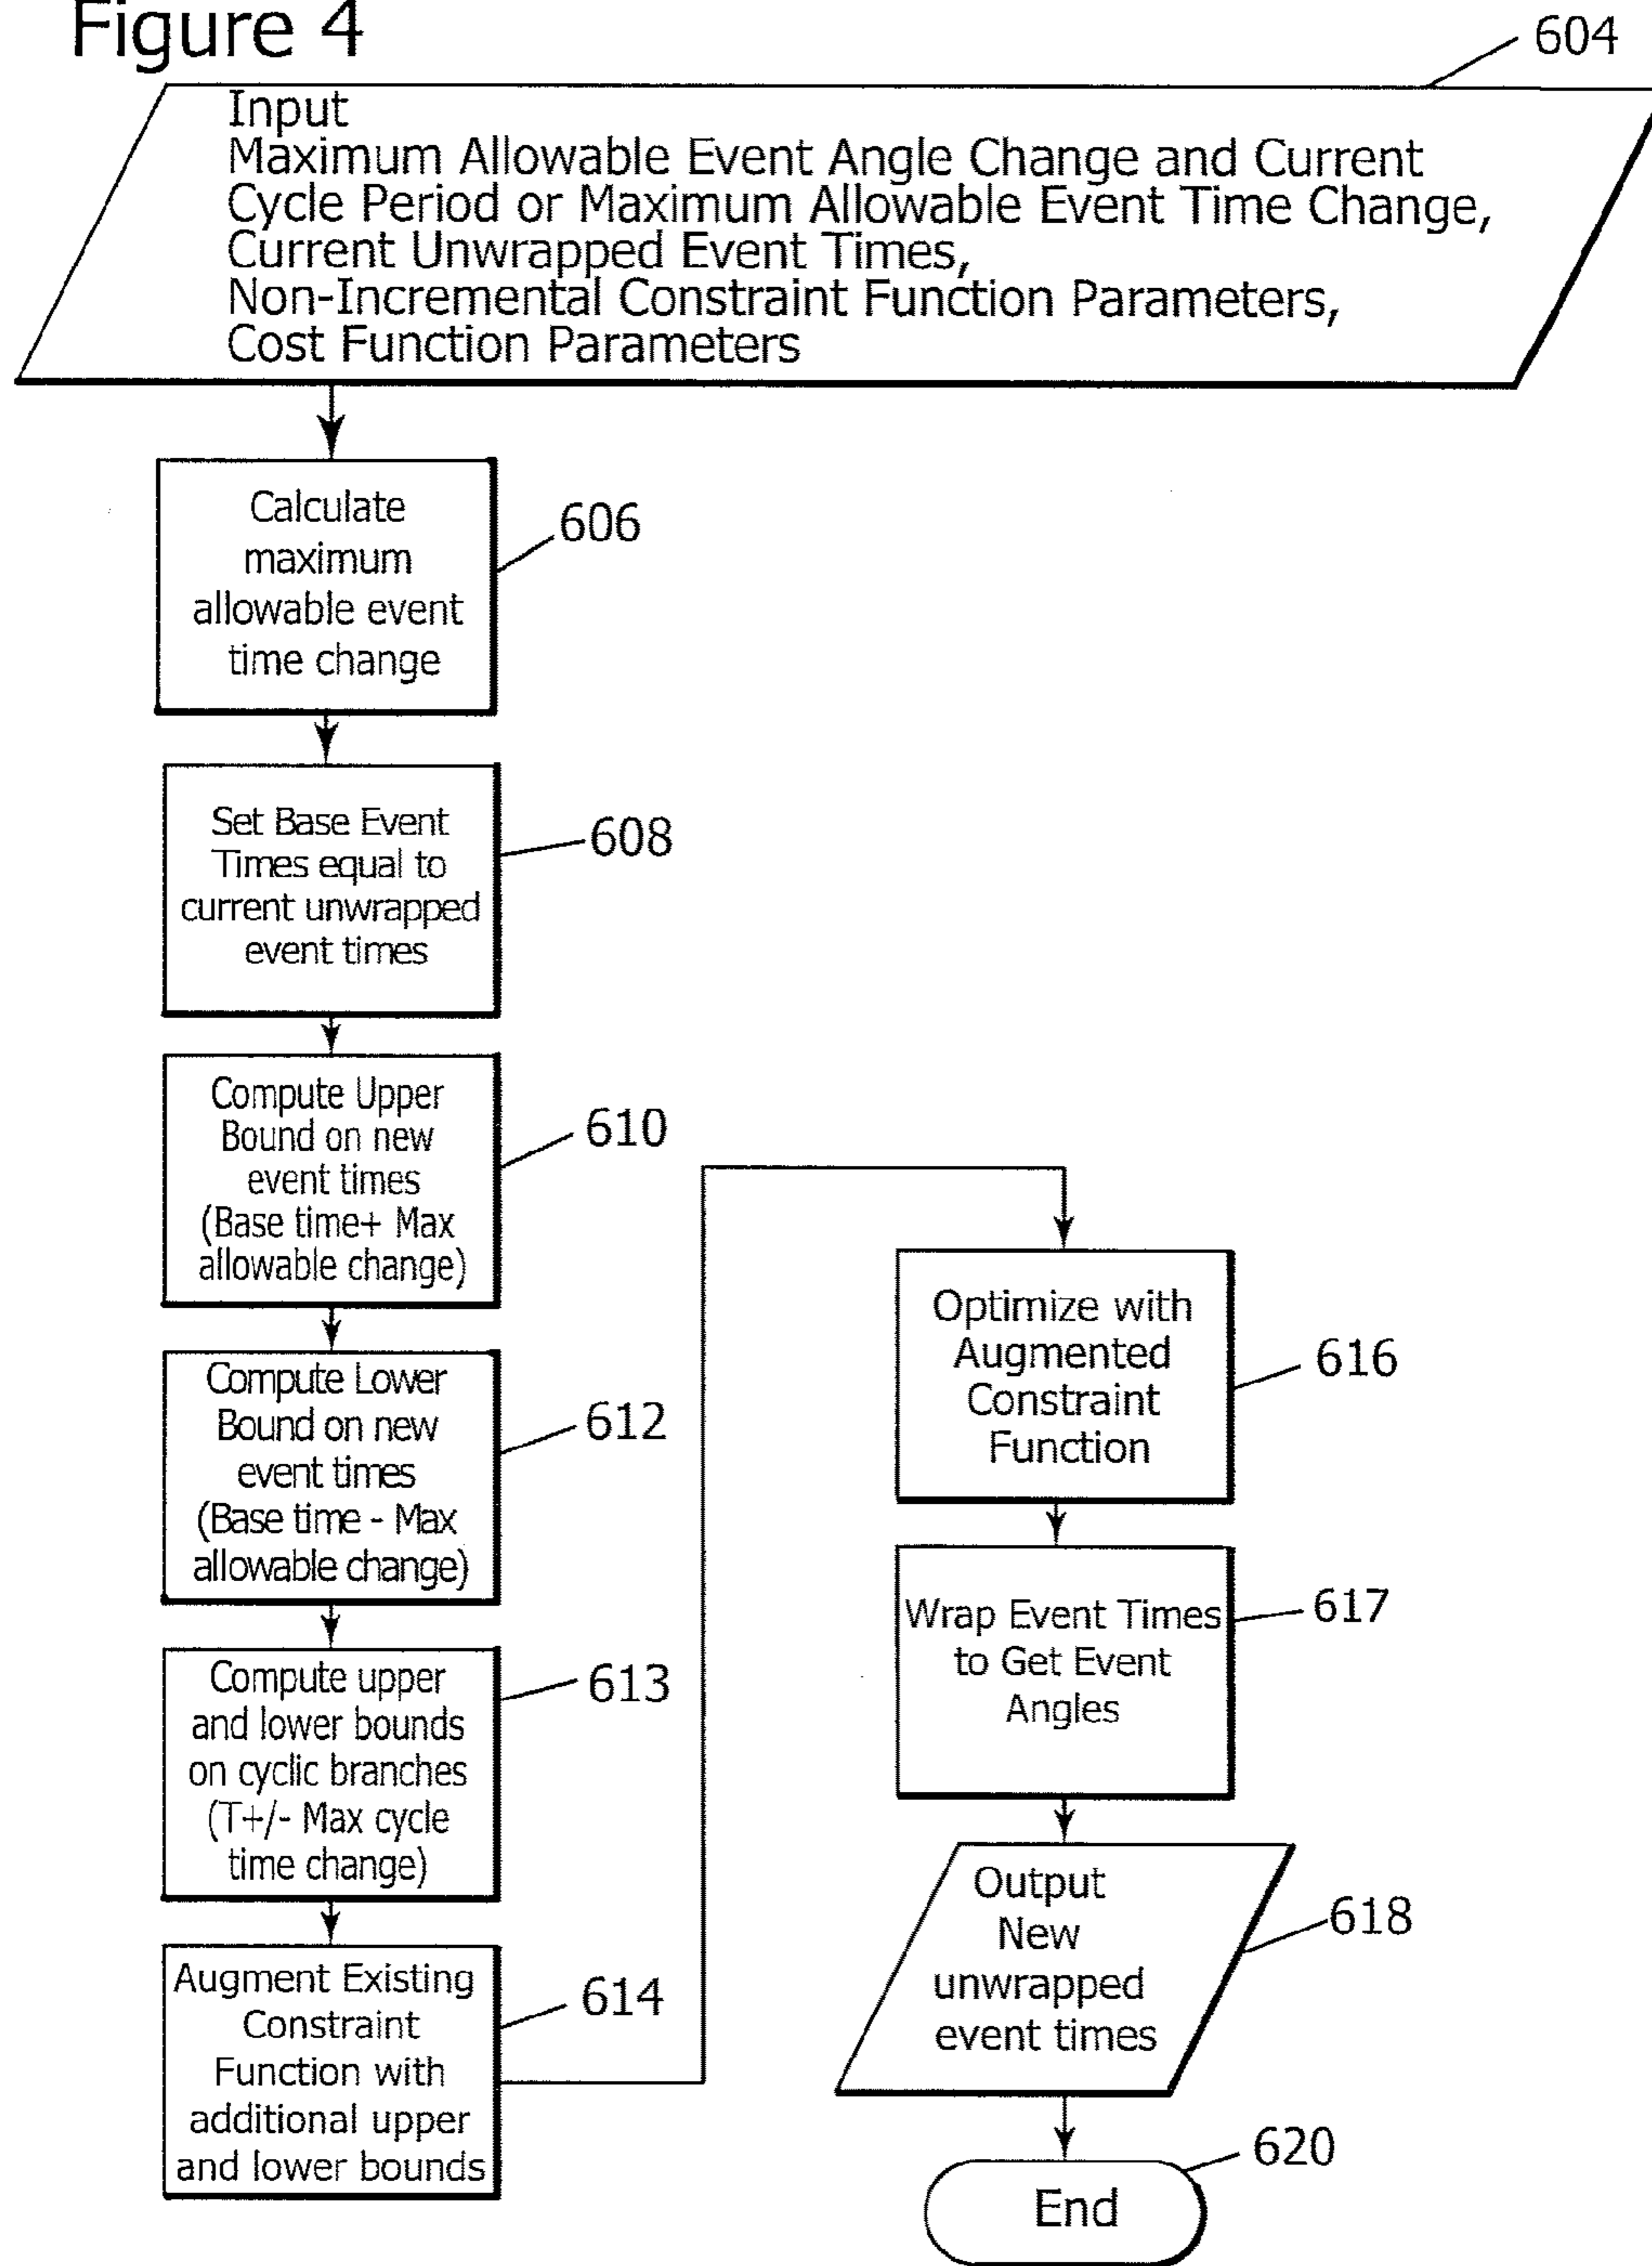 Figure 4
604
Input
Maximum Allowable Event Angle Change and Current
Cycle Period or Maximum Allowable Event Time Change,
Current Unwrapped Event Times,
Non-Incremental Constraint Function Parameters,
Cost Function Parameters
Calculate
maximum
allowable event
time change
606
Set Base Event
Times equal to
current unwrapped
event times
608
Compute Upper
Bound on new
event times
(Base time+ Max
allowable change)
610
Compute Lower
Bound on new
event times
(Base time - Max
allowable change)
612
Compute upper
and lower bounds
on cyclic branches
(T+/- Max cycle
time change)
613
Augment Existing
Constraint
Function with
additional upper
and lower bounds
614
Optimize with
Augmented
Constraint
Function
616
Wrap Event Times
to Get Event
Angles
617
Output
New
unwrapped
event times
618
End
620